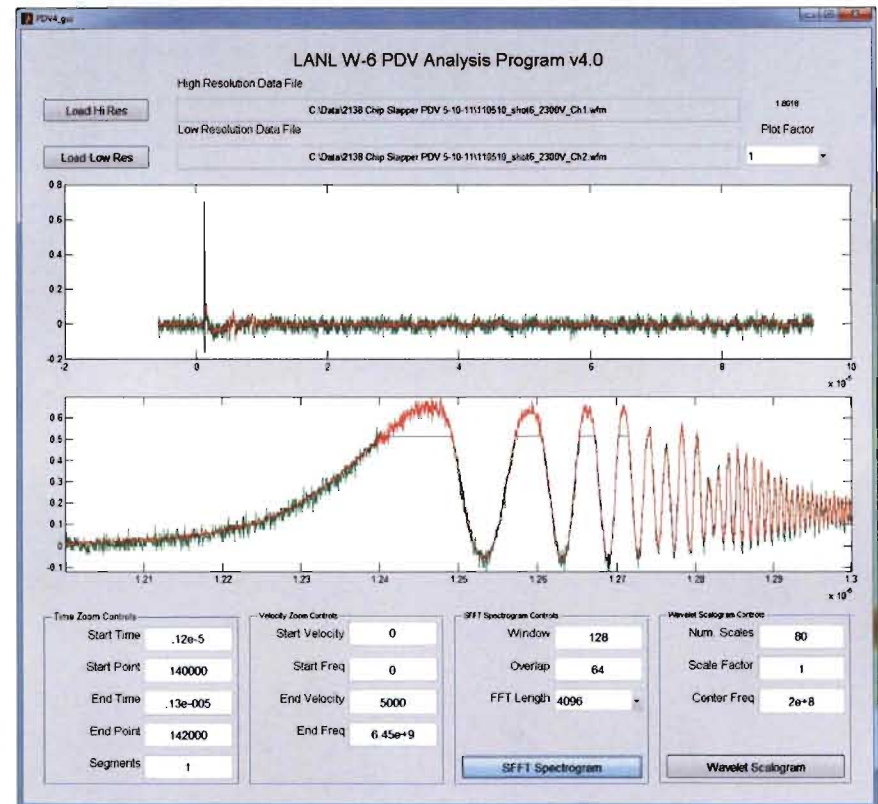 PDV4_gui
LANL W-6 PDV Analysis Program v4.0
High Resolution Data File
Load Hi Res
C:\Data\2138 Chip Slapper PDV 5-10-11\110510_shot6_2300V_Ch1.wfm
1.8018
Low Resolution Data File
Plot Factor
Load Low Res
C:\Data\2138 Chip Slapper PDV 5-10-11\110510_shot6_2300V_Ch2.wfm
1
0.8
0.6
0.4
0.2
0
-0.2
-2 0 2 4 6 8 10
x 10⁻⁵
0.6
0.5
0.4
0.3
0.2
0.1
0
-0.1
1.21 1.22 1.23 1.24 1.25 1.26 1.27 1.28 1.29 1.3
x 10⁻⁶
Time Zoom Controls
Start Time .12e-5
Start Point 140000
End Time .13e-005
End Point 142000
Segments 1
Velocity Zoom Controls
Start Velocity 0
Start Freq 0
End Velocity 5000
End Freq 6.45e+9
SFFT Spectrogram Controls
Window 128
Overlap 64
FFT Length 4096
SFFT Spectrogram
Wavelet Scalogram Controls
Num. Scales 80
Scale Factor 1
Center Freq 2e+8
Wavelet Scalogram